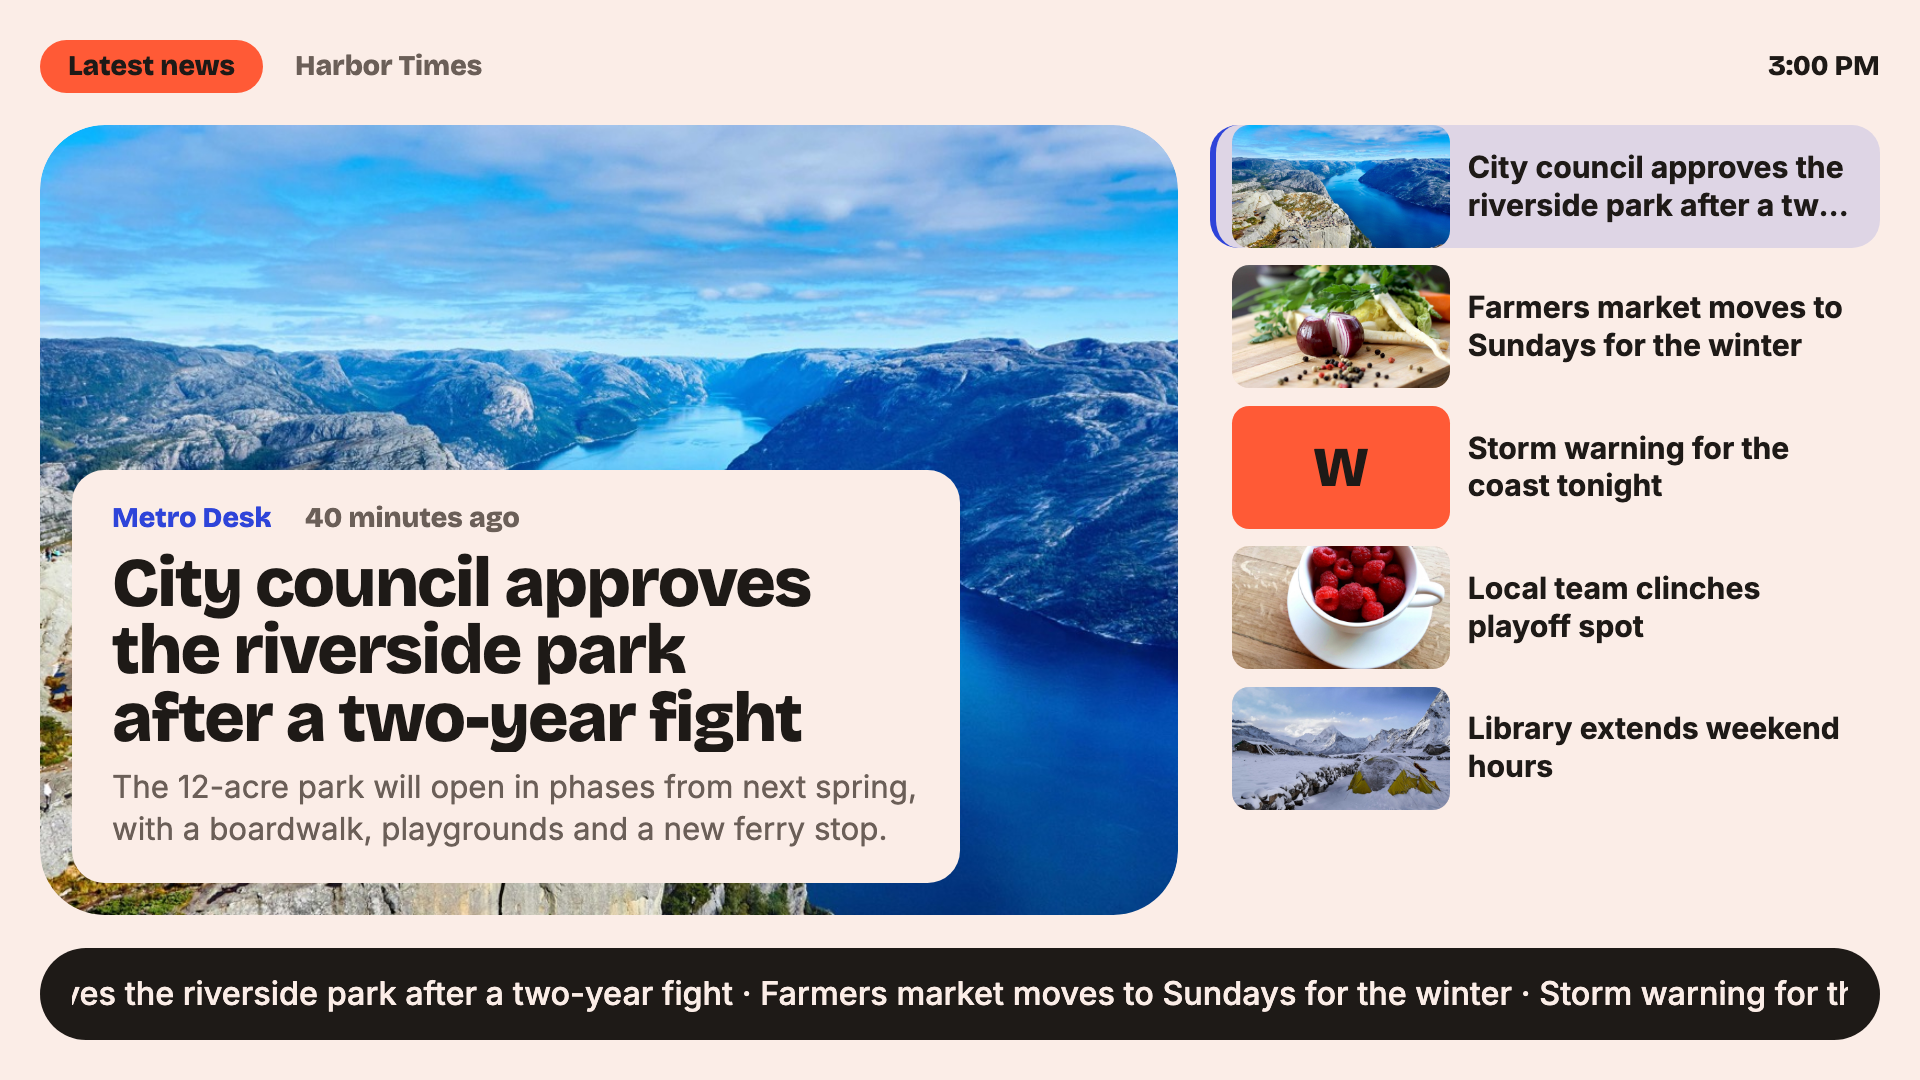 Latest news
Harbor Times
3:00 PM
Metro Desk 40 minutes ago
City council approves
the riverside park
after a two-year fight
The 12-acre park will open in phases from next spring,
with a boardwalk, playgrounds and a new ferry stop.
City council approves the
riverside park after a tw…
Farmers market moves to
Sundays for the winter
W
Storm warning for the
coast tonight
Local team clinches
playoff spot
Library extends weekend
hours
ves the riverside park after a two-year fight · Farmers market moves to Sundays for the winter · Storm warning for th